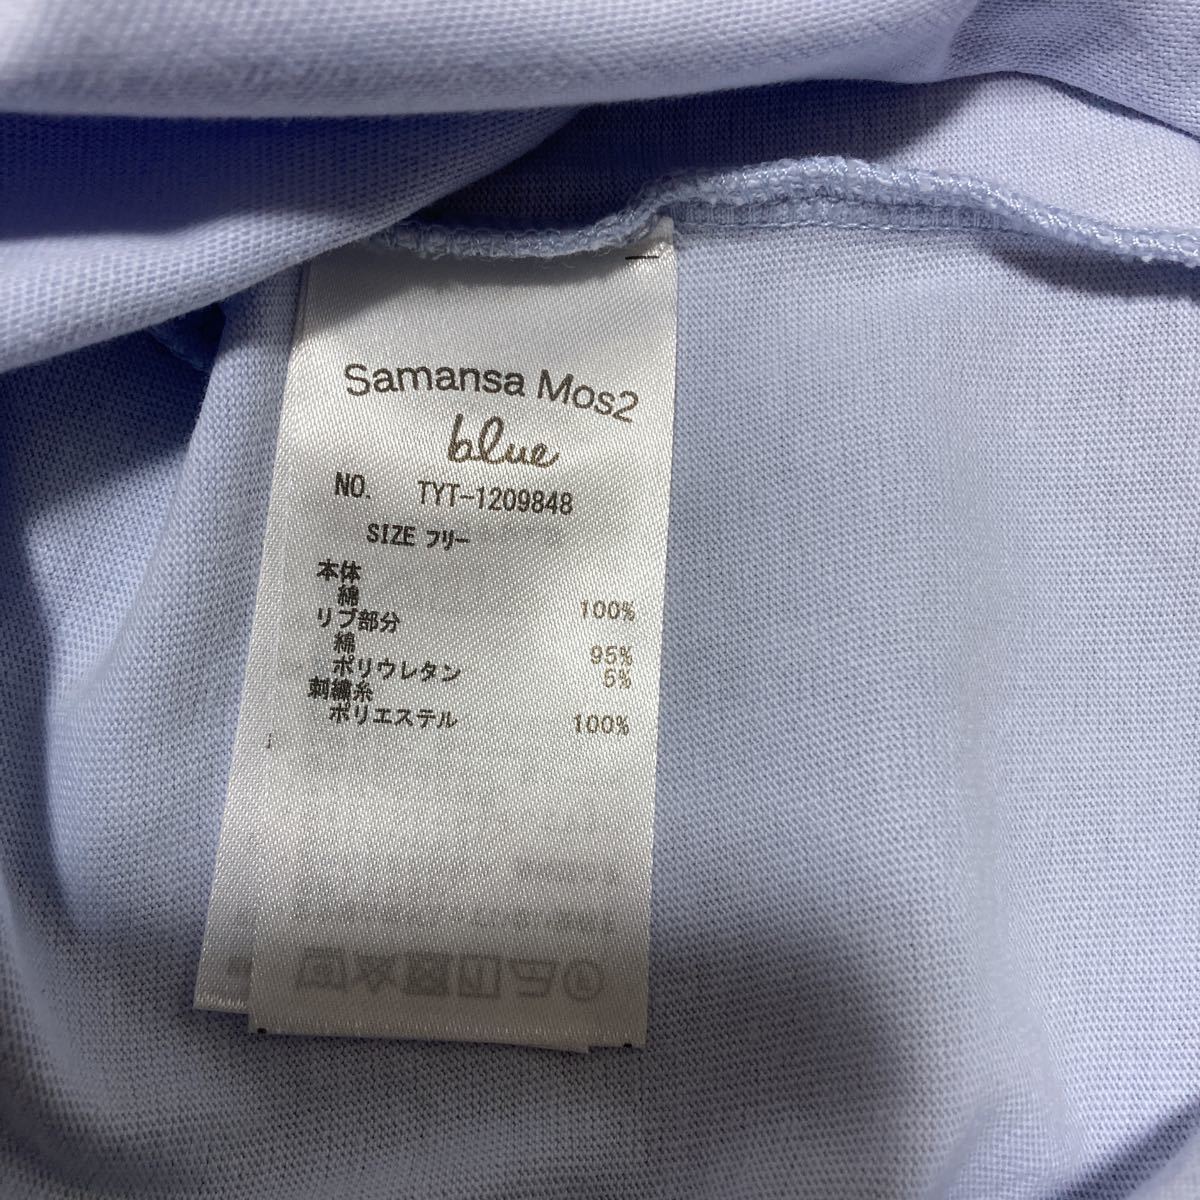 Samansa Mos2
blue
NO. TYT-1209848
SIZE フリー
本体
綿 100%
リブ部分
綿 95%
ポリウレタン 5%
刺繍糸
ポリエステル 100%